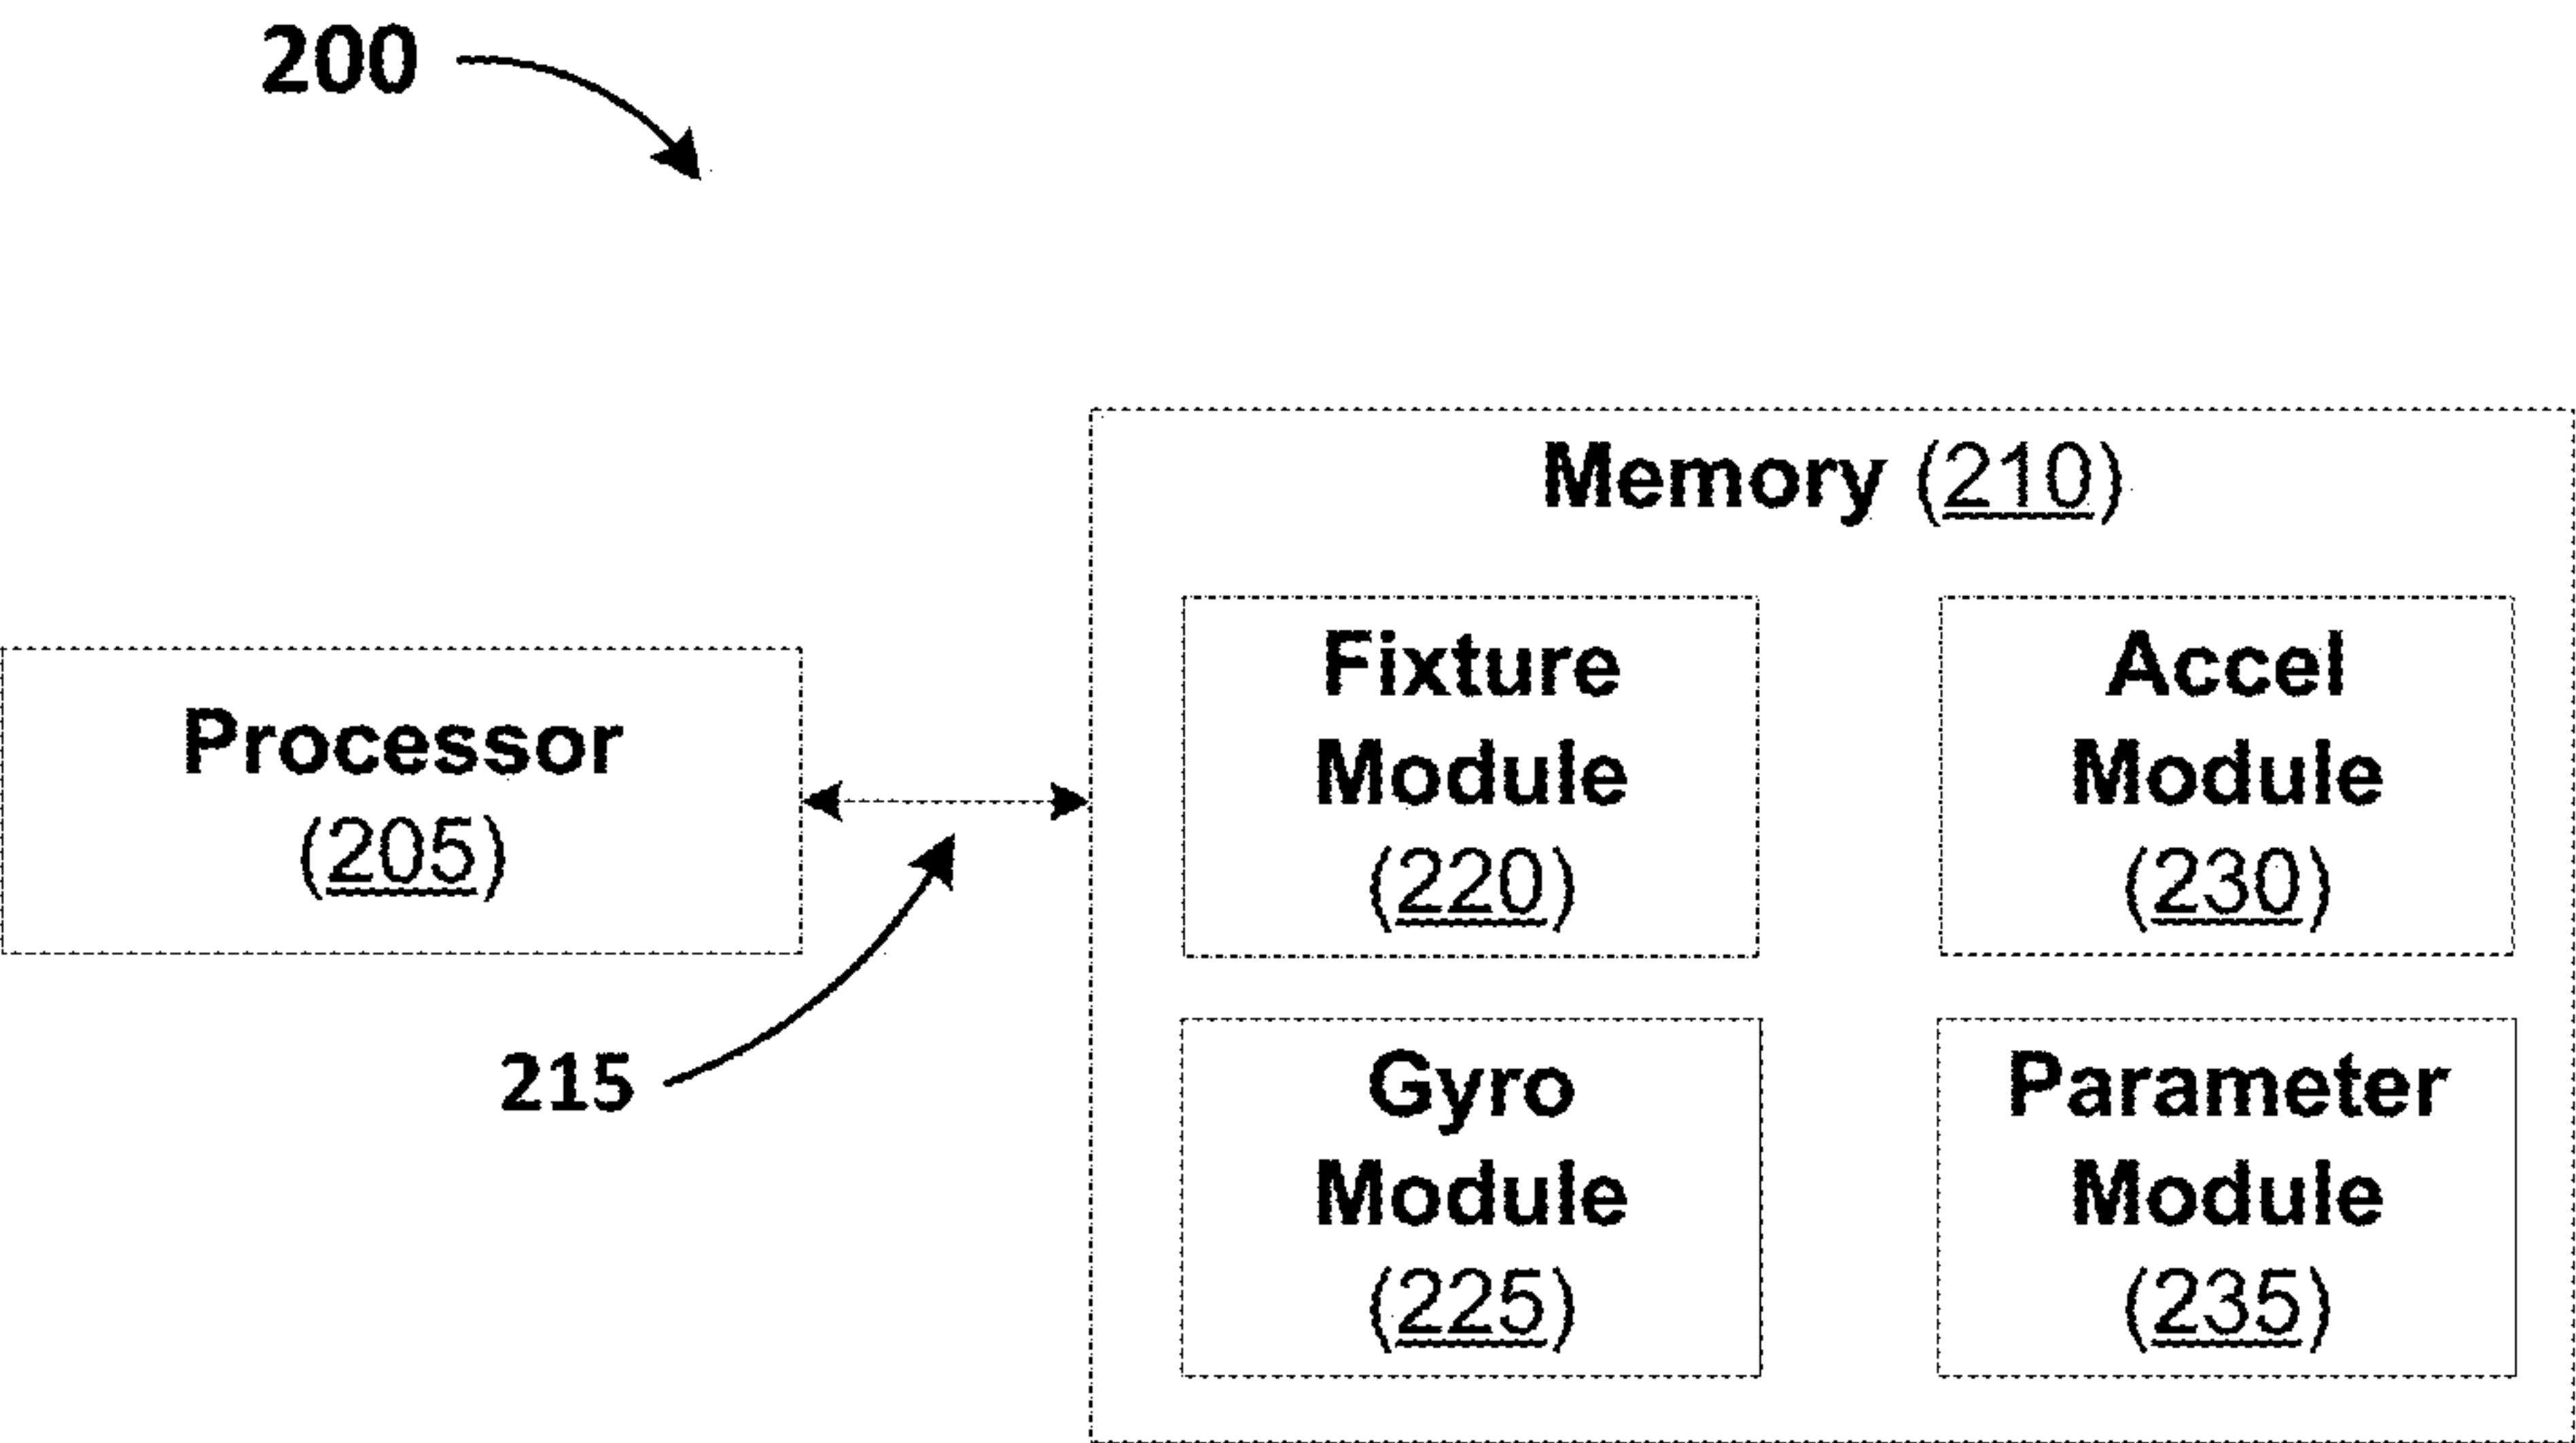 200
Memory (210)
Processor
(205)
215
Fixture
Module
(220)
Accel
Module
(230)
Gyro
Module
(225)
Parameter
Module
(235)